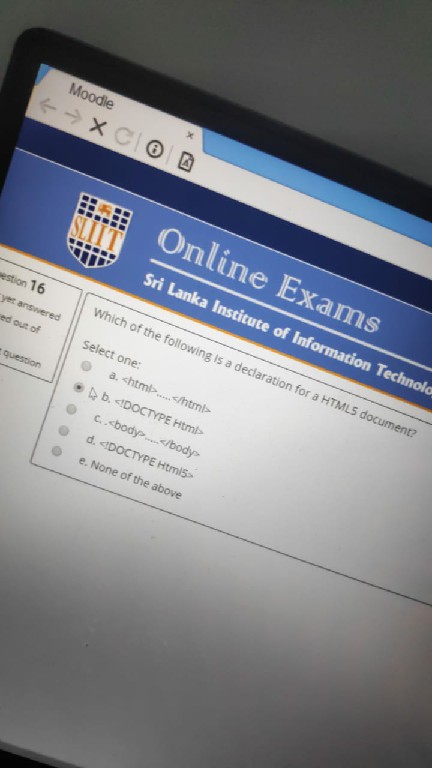 Moodle
SLIIT
Online Exams
Sri Lanka Institute of Information Technolo
estion 16
yet answered
ed out of
question
Which of the following is a declaration for a HTML5 document?
Select one:
a. <html>.....</html>
b. <!DOCTYPE Html>
c. .<body>.....</body>
d. <!DOCTYPE Html5>
e. None of the above